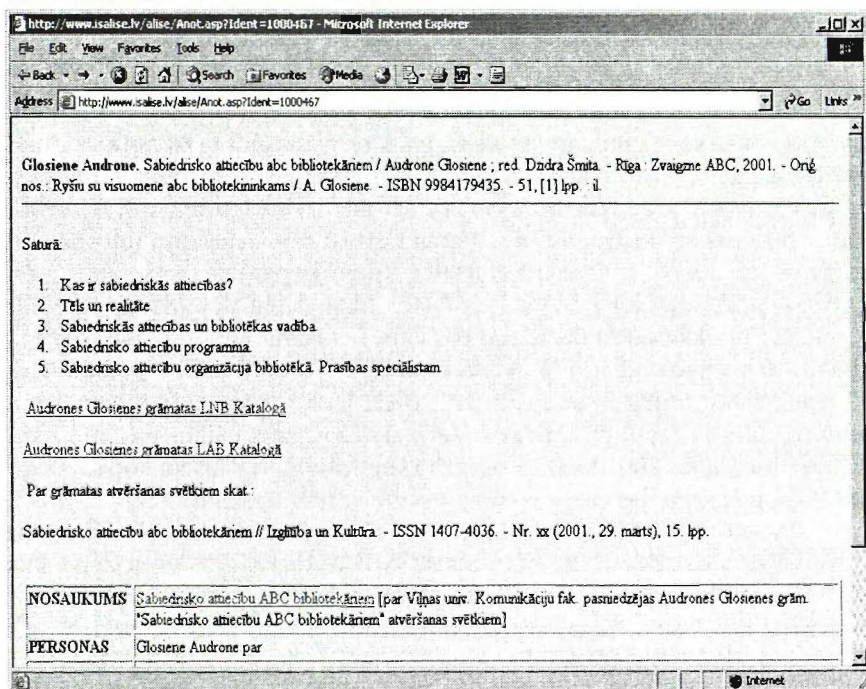 http://www.isalise.lv/alise/Anot.asp?Ident=1000467 - Microsoft Internet Explorer
File Edit View Favorites Tools Help
Back Search Favorites Media
Address http://www.isalise.lv/alise/Anot.asp?Ident=1000467 Go Links »
Glosiene Audrone. Sabiedrisko attiecību abc bibliotekāriem / Audrone Glosiene ; red. Dzidra Šmita. - Rīga : Zvaigzne ABC, 2001. - Oriģ.
nos.: Ryšiu su visuomene abc bibliotekininkams / A. Glosiene. - ISBN 9984179435. - 51, [1] lpp. : il.
Saturā:
1. Kas ir sabiedriskās attiecības?
2. Tēls un realitāte
3. Sabiedriskās attiecības un bibliotēkas vadība.
4. Sabiedrisko attiecību programma.
5. Sabiedrisko attiecību organizācija bibliotēkā. Prasības speciālistam
Audrones Glosienes grāmatas LNB Katalogā
Audrones Glosienes grāmatas LAB Katalogā
Par grāmatas atvēršanas svētkiem skat.:
Sabiedrisko attiecību abc bibliotekāriem // Izglītība un Kultūra. - ISSN 1407-4036. - Nr. xx (2001., 29. marts), 15. lpp.
NOSAUKUMS Sabiedrisko attiecību ABC bibliotekāriem [par Viļņas univ. Komunikāciju fak. pasniedzējas Audrones Glosienes grām.
"Sabiedrisko attiecību ABC bibliotekāriem" atvēršanas svētkiem]
PERSONAS Glosiene Audrone par
Internet